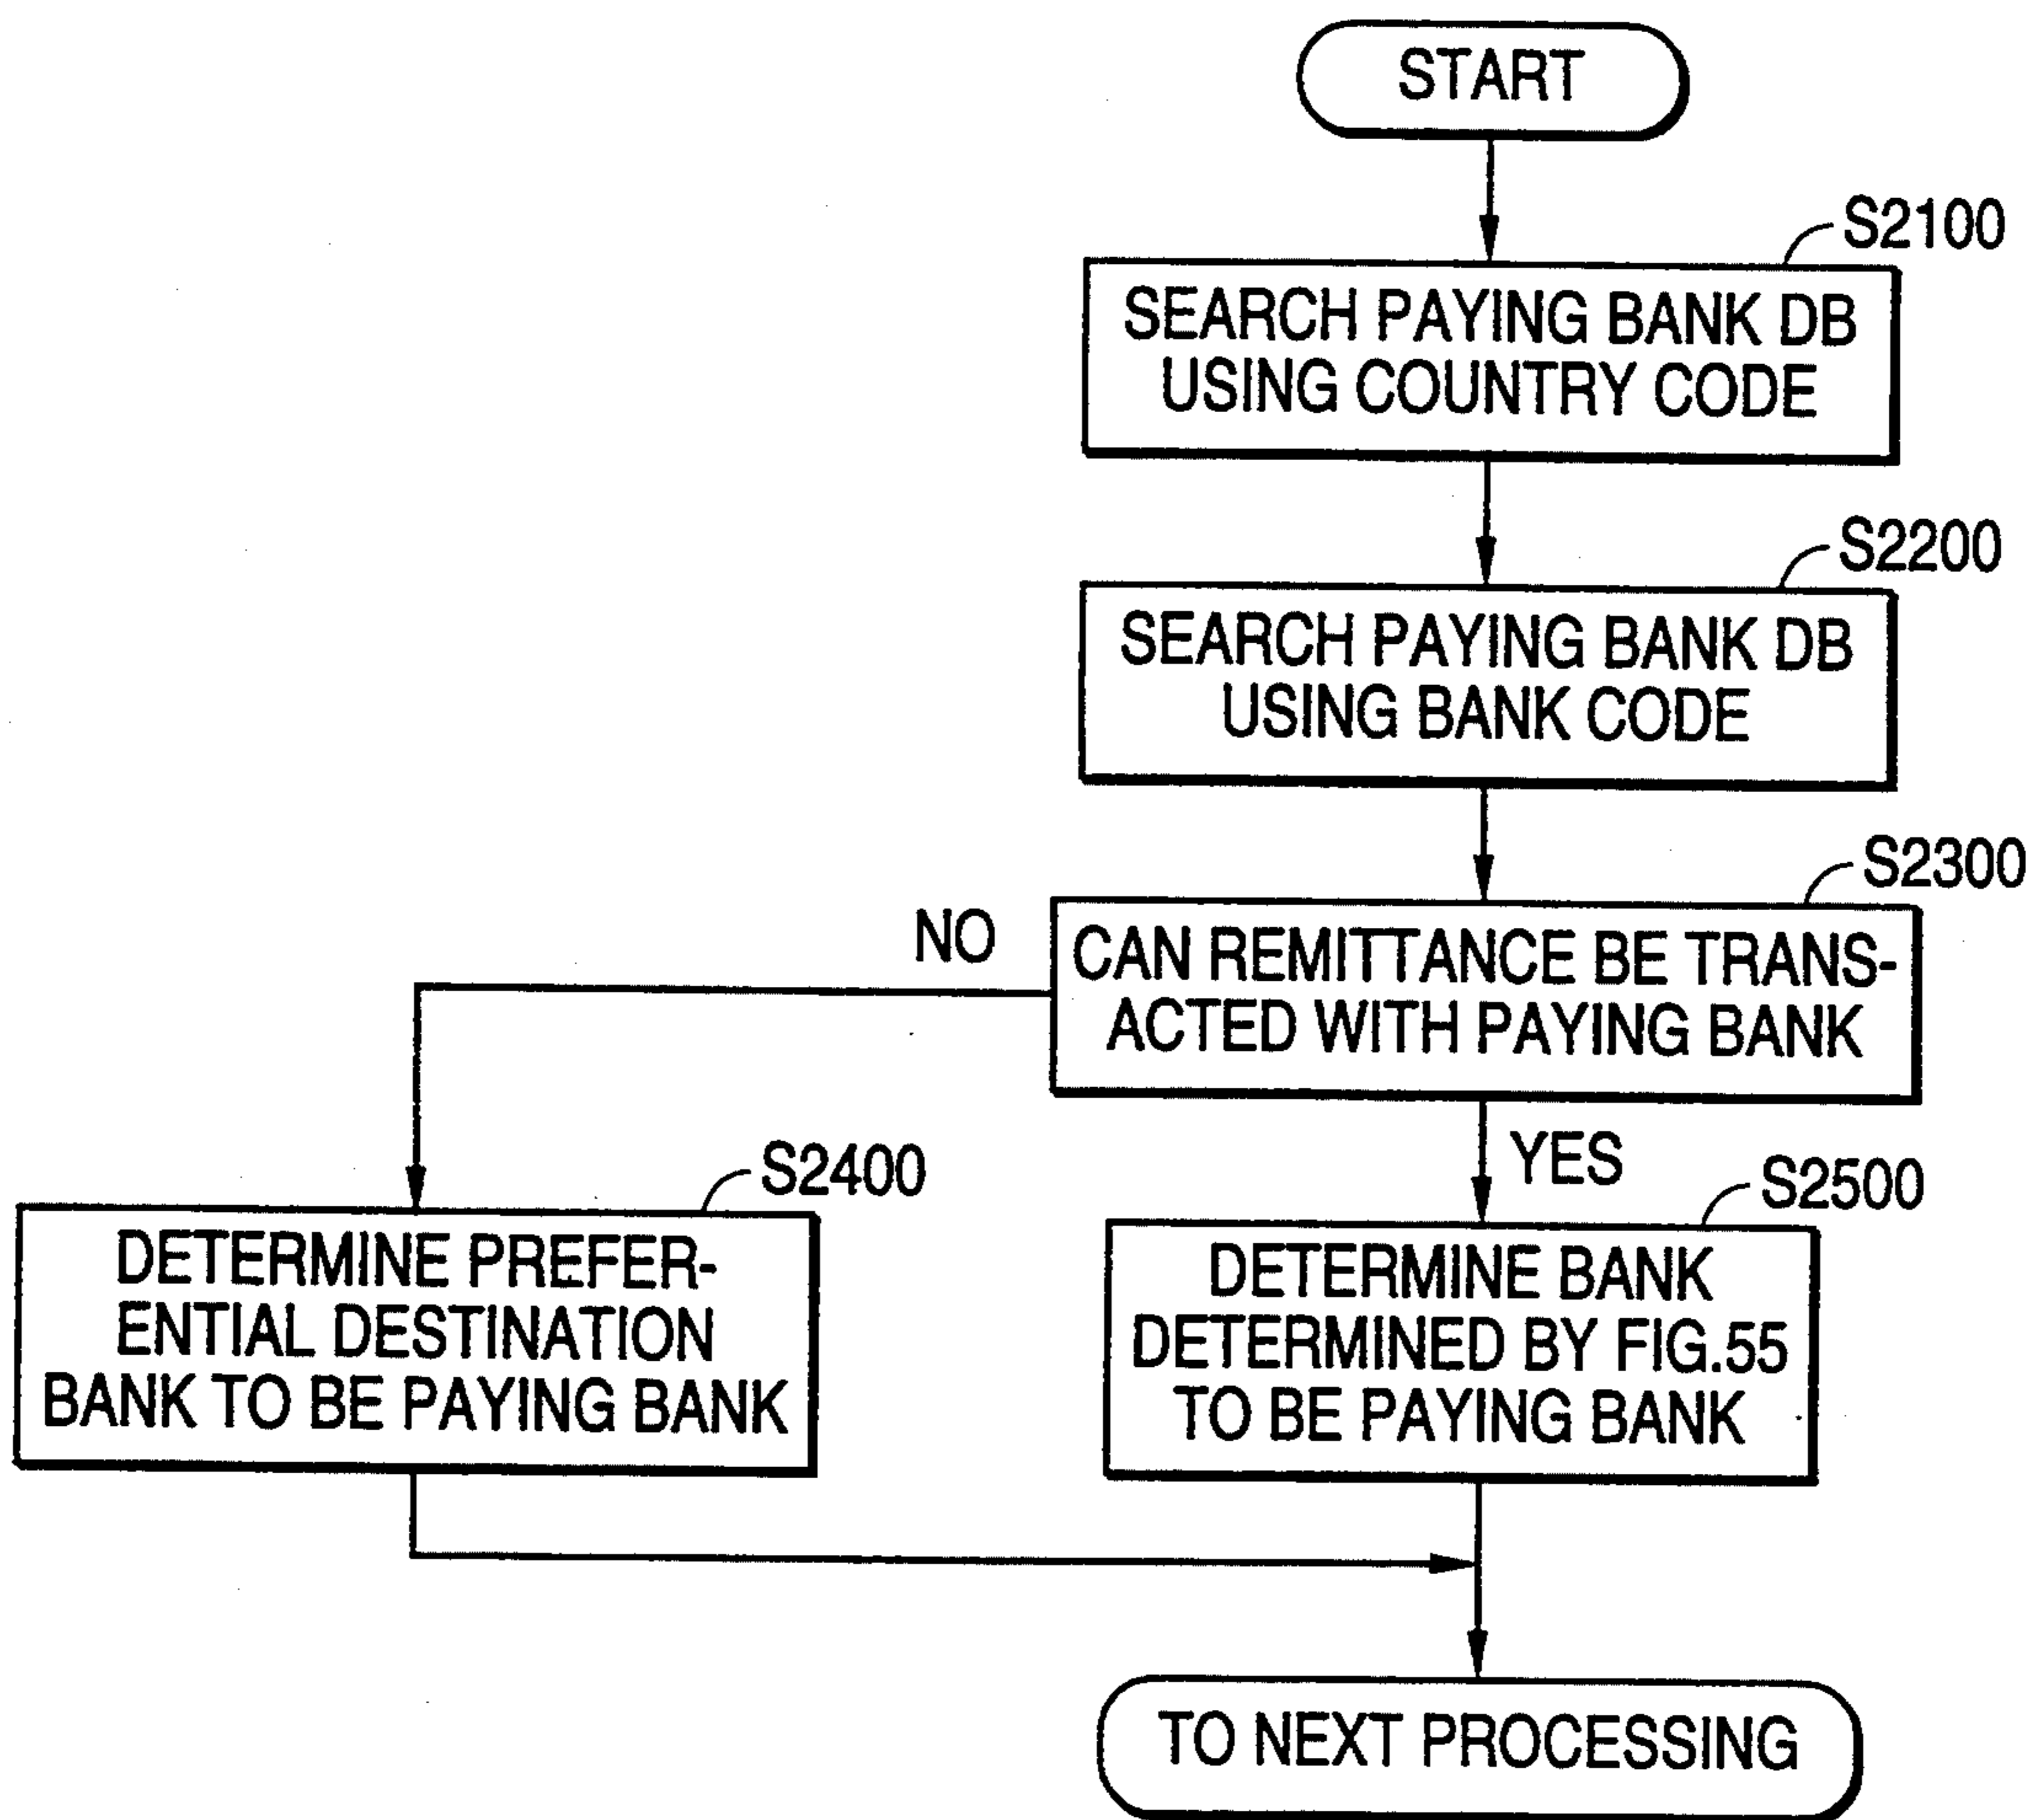 START
S2100
SEARCH PAYING BANK DB
USING COUNTRY CODE
S2200
SEARCH PAYING BANK DB
USING BANK CODE
S2300
CAN REMITTANCE BE TRANS-
ACTED WITH PAYING BANK
NO
YES
S2400
DETERMINE PREFER-
ENTIAL DESTINATION
BANK TO BE PAYING BANK
S2500
DETERMINE BANK
DETERMINED BY FIG.55
TO BE PAYING BANK
TO NEXT PROCESSING